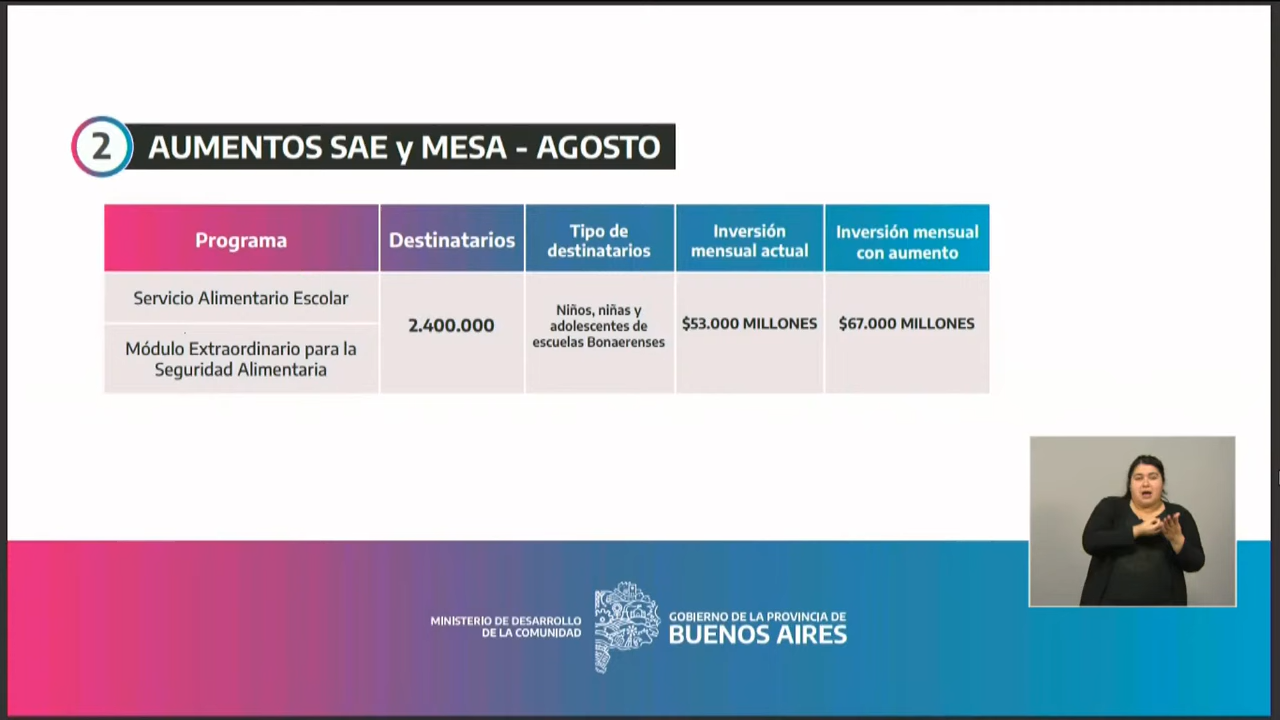 2
AUMENTOS SAE y MESA - AGOSTO
Programa
Destinatarios
Tipo de
destinatarios
Inversión
mensual actual
Inversión mensual
con aumento
Servicio Alimentario Escolar
Módulo Extraordinario para la
Seguridad Alimentaria
2.400.000
Niños, niñas y
adolescentes de
escuelas Bonaerenses
$53.000 MILLONES
$67.000 MILLONES
MINISTERIO DE DESARROLLO
DE LA COMUNIDAD
GOBIERNO DE LA PROVINCIA DE
BUENOS AIRES